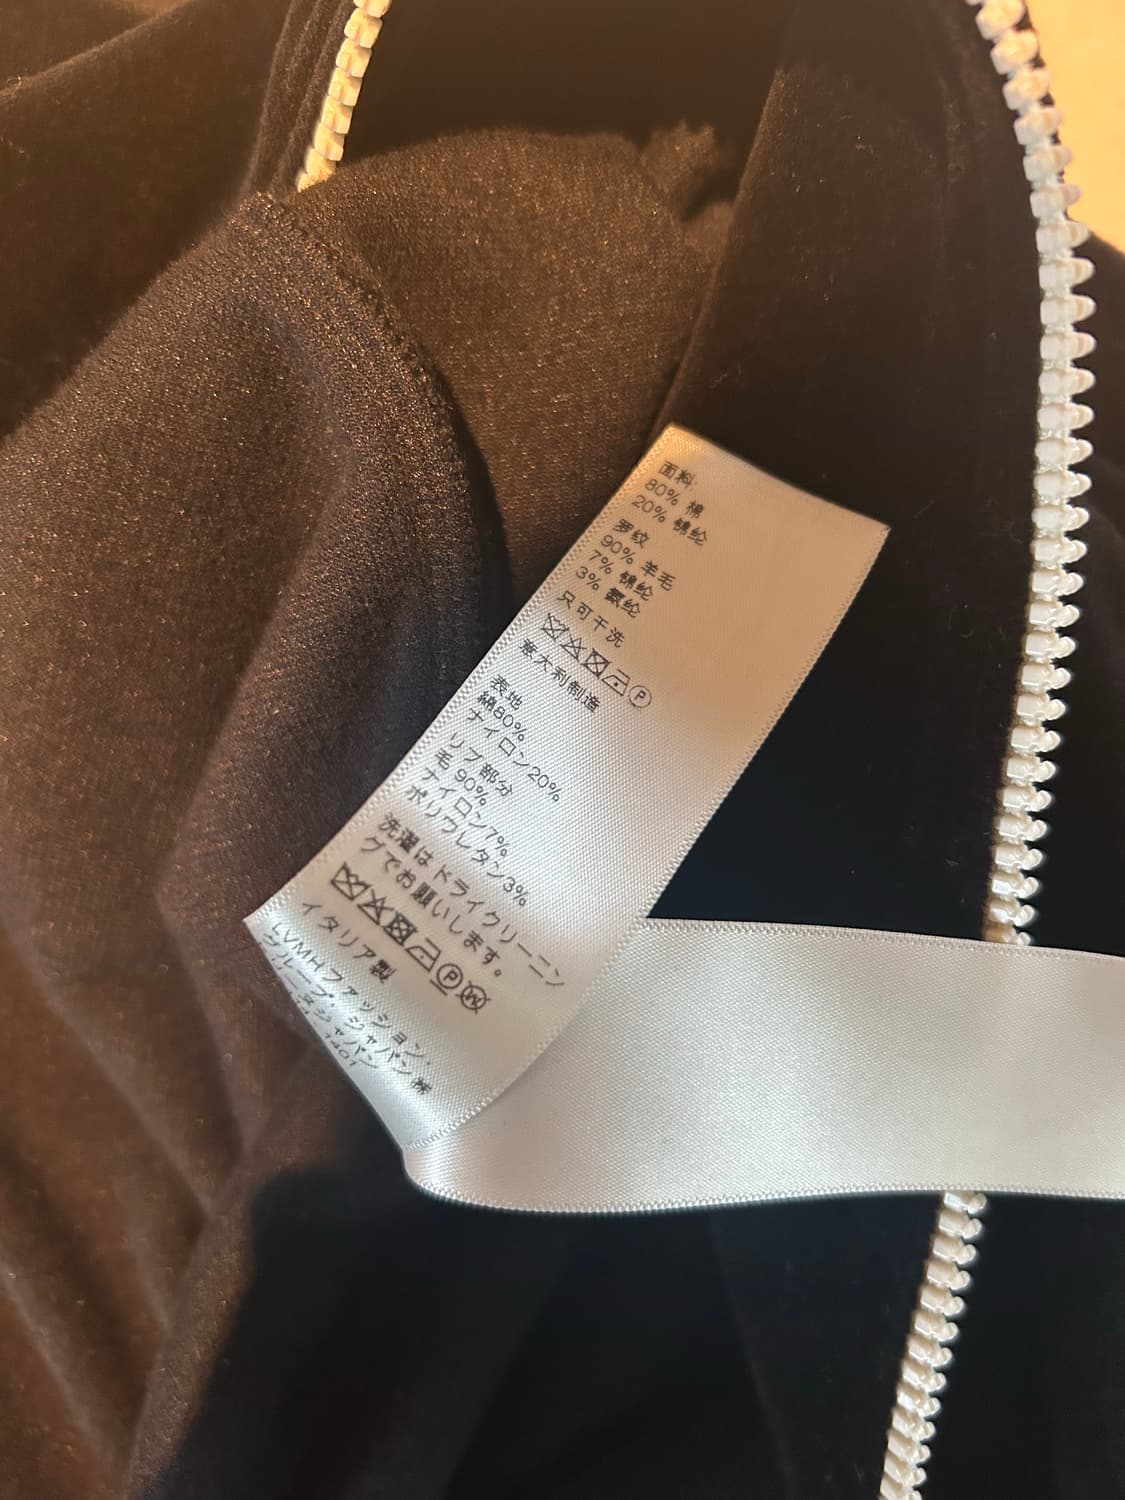 面料
80% 棉
20% 锦纶
罗纹
90% 羊毛
7% 锦纶
3% 氨纶
只可干洗
P
意大利制造
表地
綿80%
ナイロン20%
リブ部分
毛 90%
ナイロン7%
ポリウレタン3%
洗濯はドライクリーニン
グでお願いします。
P W
イタリア製
LVMHファッション・
グループ・ジャパン㈱
ジャパン
1401